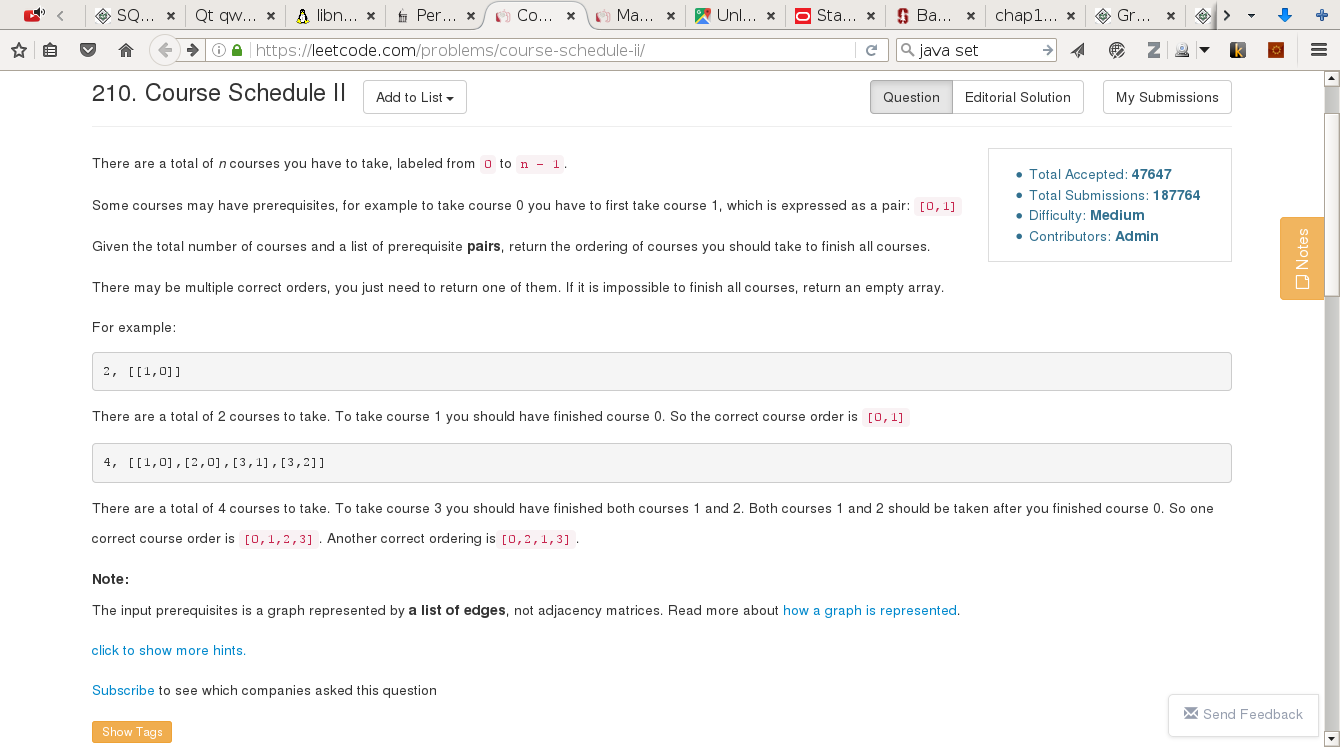 SQ... Qt qw... libn... Per... Co... Ma... Unl... Sta... Ba... chap1... Gr...
https://leetcode.com/problems/course-schedule-ii/ java set
210. Course Schedule II Add to List Question Editorial Solution My Submissions
There are a total of n courses you have to take, labeled from 0 to n - 1.
Total Accepted: 47647
Total Submissions: 187764
Difficulty: Medium
Contributors: Admin
Some courses may have prerequisites, for example to take course 0 you have to first take course 1, which is expressed as a pair: [0,1]
Given the total number of courses and a list of prerequisite pairs, return the ordering of courses you should take to finish all courses.
Notes
There may be multiple correct orders, you just need to return one of them. If it is impossible to finish all courses, return an empty array.
For example:
2, [[1,0]]
There are a total of 2 courses to take. To take course 1 you should have finished course 0. So the correct course order is [0,1]
4, [[1,0],[2,0],[3,1],[3,2]]
There are a total of 4 courses to take. To take course 3 you should have finished both courses 1 and 2. Both courses 1 and 2 should be taken after you finished course 0. So one
correct course order is [0,1,2,3]. Another correct ordering is[0,2,1,3].
Note:
The input prerequisites is a graph represented by a list of edges, not adjacency matrices. Read more about how a graph is represented.
click to show more hints.
Subscribe to see which companies asked this question
Send Feedback
Show Tags